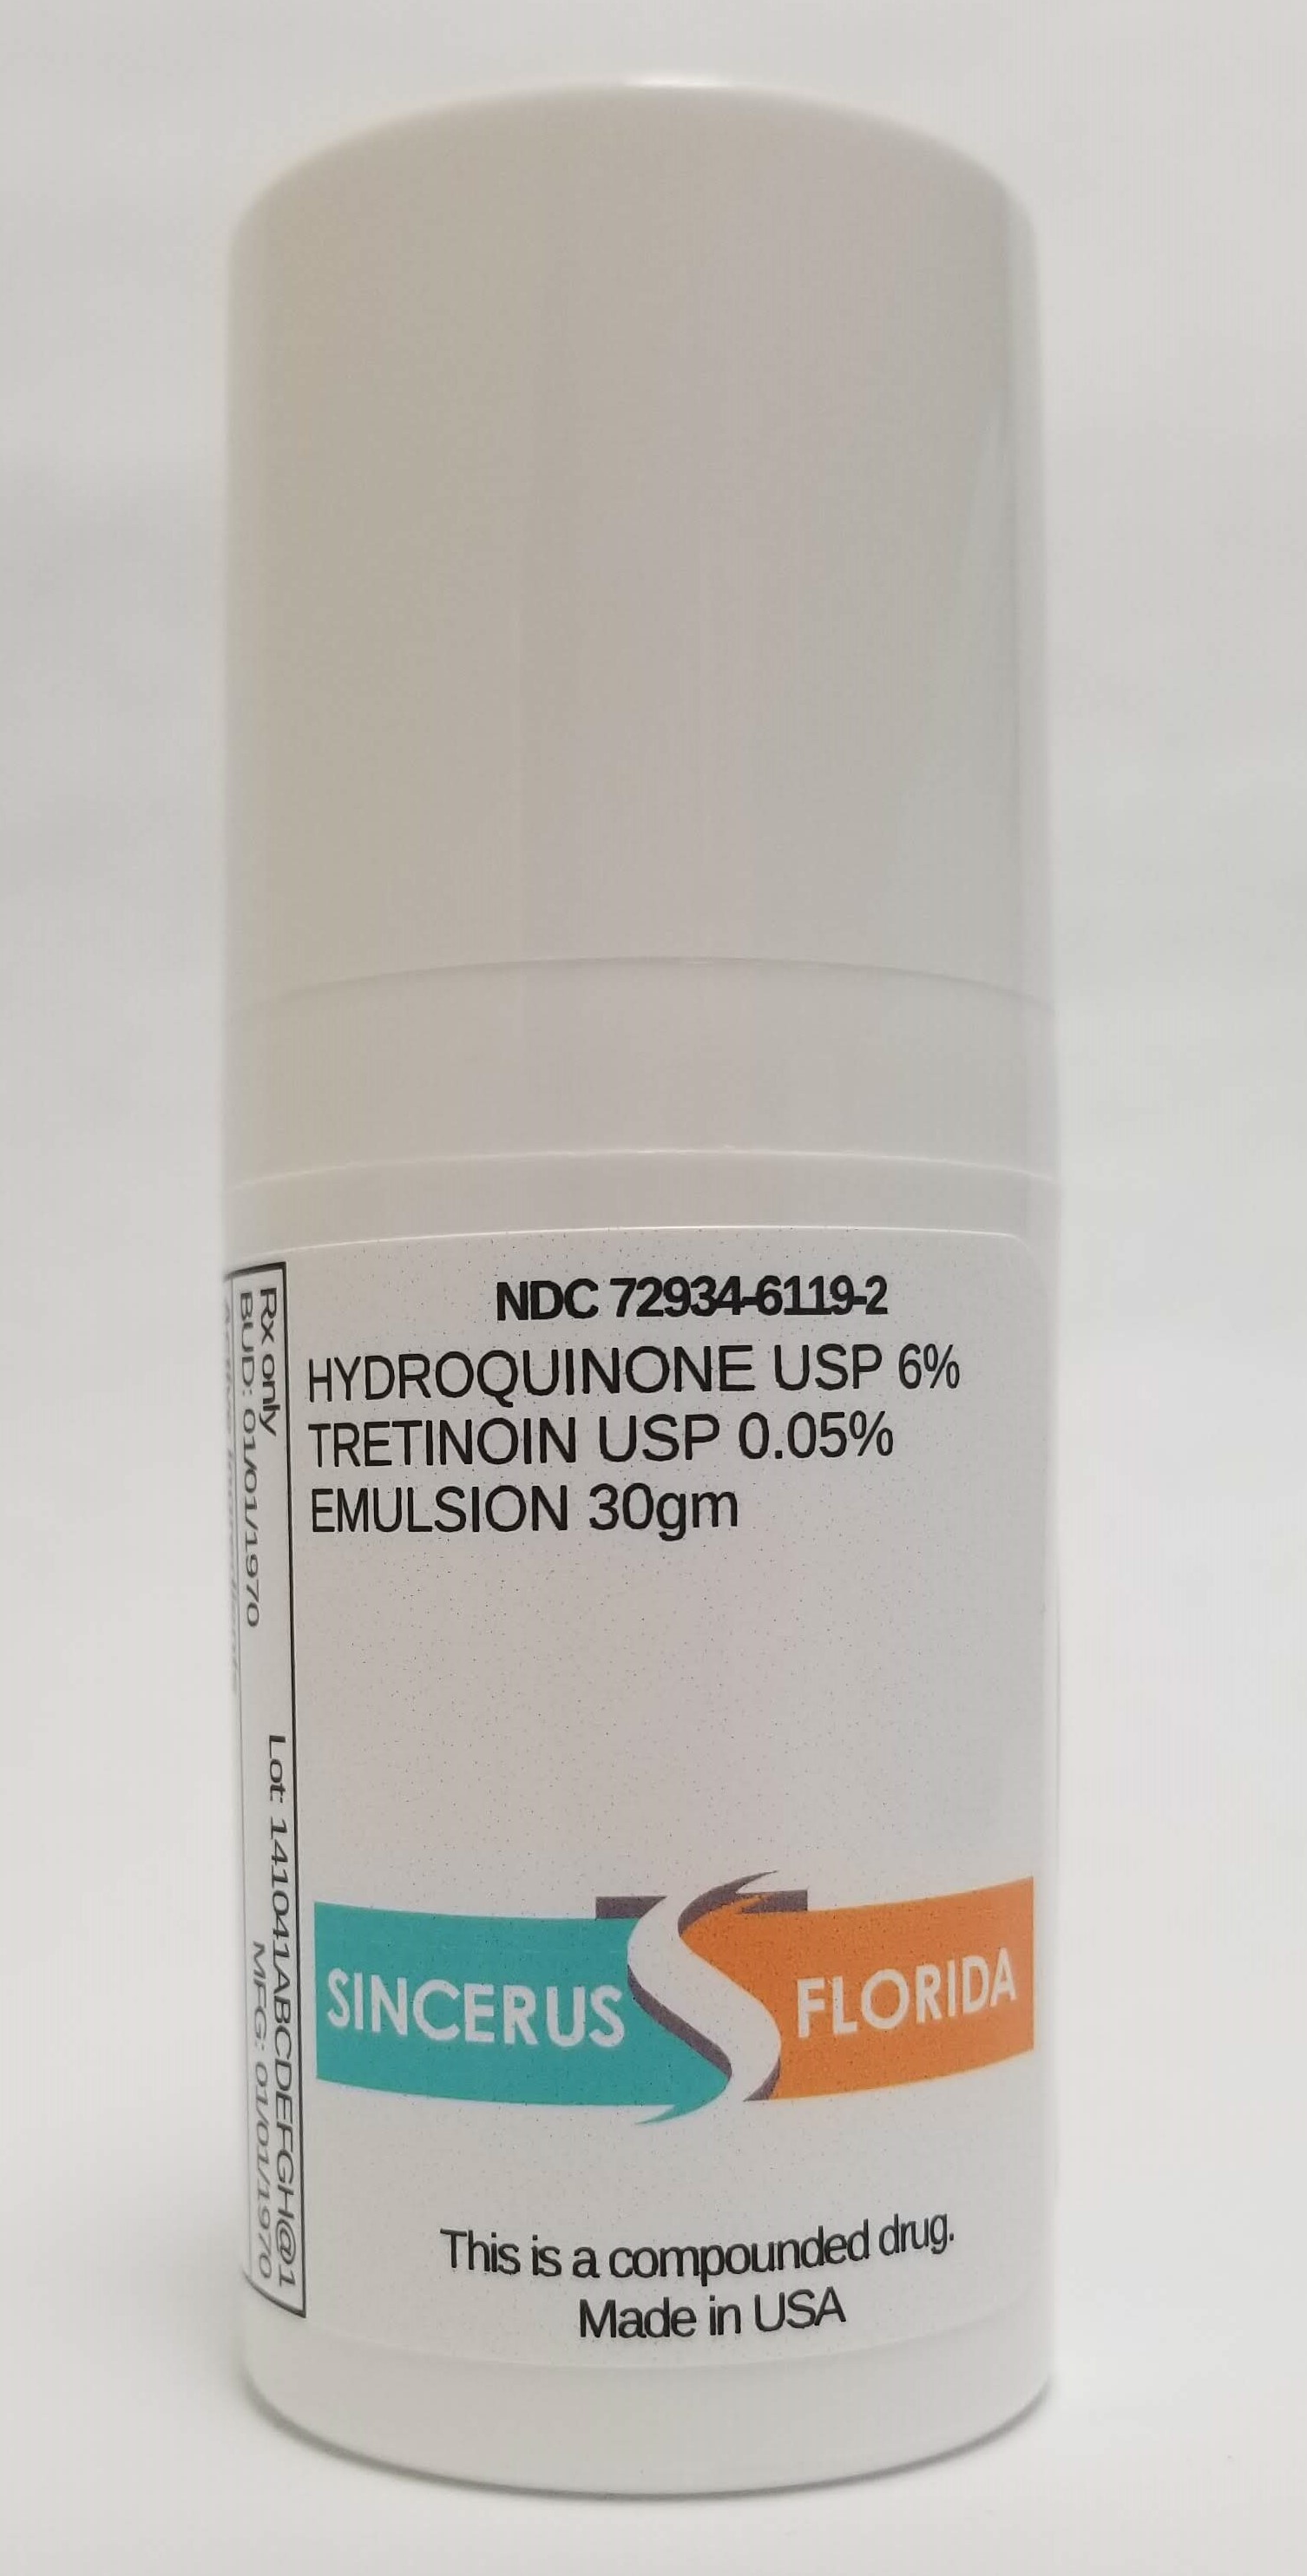 NDC 72934-6119-2
HYDROQUINONE USP 6%
TRETINOIN USP 0.05%
EMULSION 30gm
SINCERUS FLORIDA
This is a compounded drug.
Made in USA
Rx only Lot: 141041ABCDEFGH@1
BUD: 01/01/1970 MFG: 01/01/1970